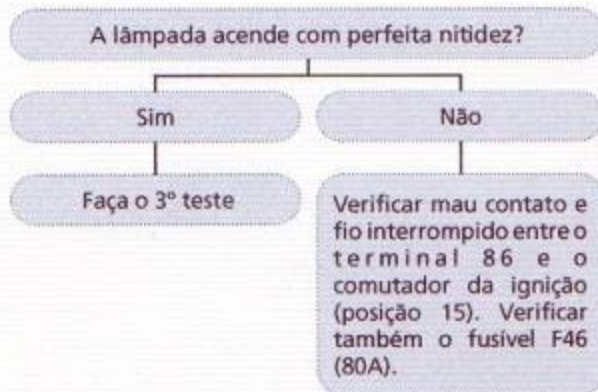 A lâmpada acende com perfeita nitidez?
Sim
Não
Faça o 3º teste
Verificar mau contato e
fio interrompido entre o
terminal 86 e o
comutador da ignição
(posição 15). Verificar
também o fusível F46
(80A).